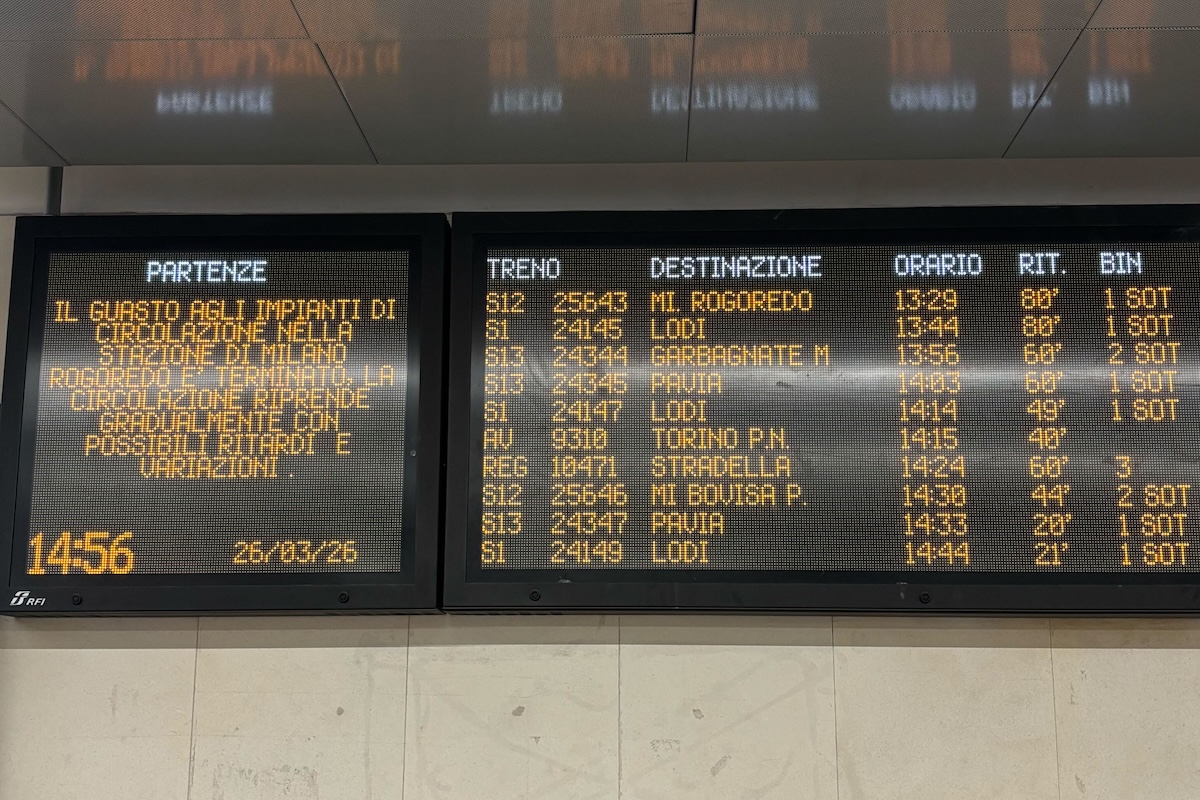 PARTENZE
IL GUASTO AGLI IMPIANTI DI
CIRCOLAZIONE NELLA
STAZIONE DI MILANO
ROGOREDO E' TERMINATO. LA
CIRCOLAZIONE RIPRENDE
GRADUALMENTE CON
POSSIBILI RITARDI E
VARIAZIONI .
14:56 26/03/26
RFI
TRENO DESTINAZIONE ORARIO RIT. BIN
S12 25643 MI ROGOREDO 13:29 80' 1 SOT
S1 24145 LODI 13:44 80' 1 SOT
S13 24344 GARBAGNATE M 13:56 60' 2 SOT
S13 24345 PAVIA 14:03 60' 1 SOT
S1 24147 LODI 14:14 49' 1 SOT
AV 9310 TORINO P.N. 14:15 40'
REG 10471 STRADELLA 14:24 60' 3
S12 25646 MI BOVISA P. 14:30 44' 2 SOT
S13 24347 PAVIA 14:33 20' 1 SOT
S1 24149 LODI 14:44 21' 1 SOT